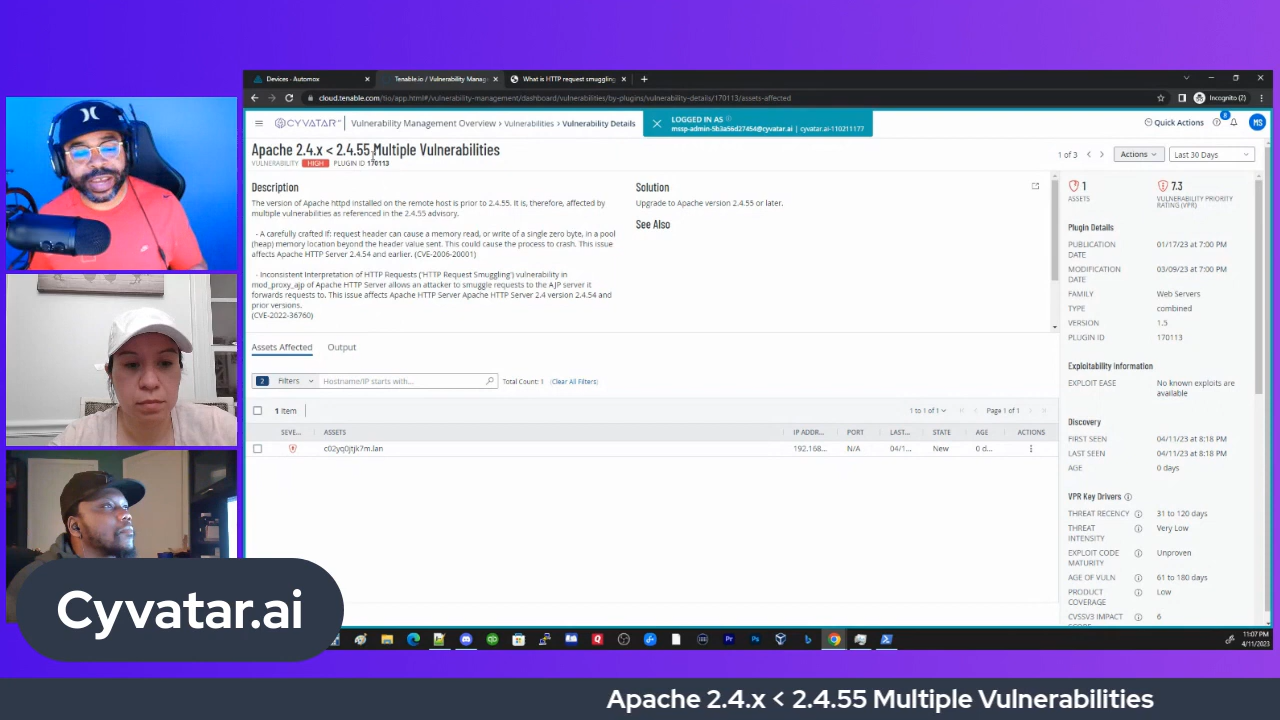 Devices - Automox
Tenable.io / Vulnerability Manag
What is HTTP request smuggling
cloud.tenable.com/tio/app.html#/vulnerability-management/dashboard/vulnerabilities/by-plugins/vulnerability-details/170113/assets-affected
Incognito (2)
CYVATAR
Vulnerability Management Overview > Vulnerabilities > Vulnerability Details
LOGGED IN AS
mssp-admin-5b3a56d27454@cyvatar.ai | cyvatar.ai-110211177
Quick Actions
8
MS
Apache 2.4.x < 2.4.55 Multiple Vulnerabilities
VULNERABILITY HIGH PLUGIN ID 170113
1 of 3
Actions
Last 30 Days
Description
The version of Apache httpd installed on the remote host is prior to 2.4.55. It is, therefore, affected by
multiple vulnerabilities as referenced in the 2.4.55 advisory.
- A carefully crafted If: request header can cause a memory read, or write of a single zero byte, in a pool
(heap) memory location beyond the header value sent. This could cause the process to crash. This issue
affects Apache HTTP Server 2.4.54 and earlier. (CVE-2006-20001)
- Inconsistent Interpretation of HTTP Requests ('HTTP Request Smuggling') vulnerability in
mod_proxy_ajp of Apache HTTP Server allows an attacker to smuggle requests to the AJP server it
forwards requests to. This issue affects Apache HTTP Server Apache HTTP Server 2.4 version 2.4.54 and
prior versions.
(CVE-2022-36760)
Solution
Upgrade to Apache version 2.4.55 or later.
See Also
1
ASSETS
7.3
VULNERABILITY PRIORITY
RATING (VPR)
Plugin Details
PUBLICATION DATE 01/17/23 at 7:00 PM
MODIFICATION DATE 03/09/23 at 7:00 PM
FAMILY Web Servers
TYPE combined
VERSION 1.5
PLUGIN ID 170113
Exploitability Information
EXPLOIT EASE No known exploits are
available
Discovery
FIRST SEEN 04/11/23 at 8:18 PM
LAST SEEN 04/11/23 at 8:18 PM
AGE 0 days
VPR Key Drivers
THREAT RECENCY 31 to 120 days
THREAT INTENSITY Very Low
EXPLOIT CODE MATURITY Unproven
AGE OF VULN 61 to 180 days
PRODUCT COVERAGE Low
CVSSV3 IMPACT 6
Assets Affected
Output
2 Filters
Hostname/IP starts with...
Total Count: 1
(Clear All Filters)
1 Item
1 to 1 of 1
Page 1 of 1
SEVE... ASSETS IP ADDR... PORT LAST... STATE AGE ACTIONS
c02yq0jtjk7m.lan 192.168... N/A 04/1... New 0 d...
11:07 PM
4/11/2023
Cyvatar.ai
Apache 2.4.x < 2.4.55 Multiple Vulnerabilities